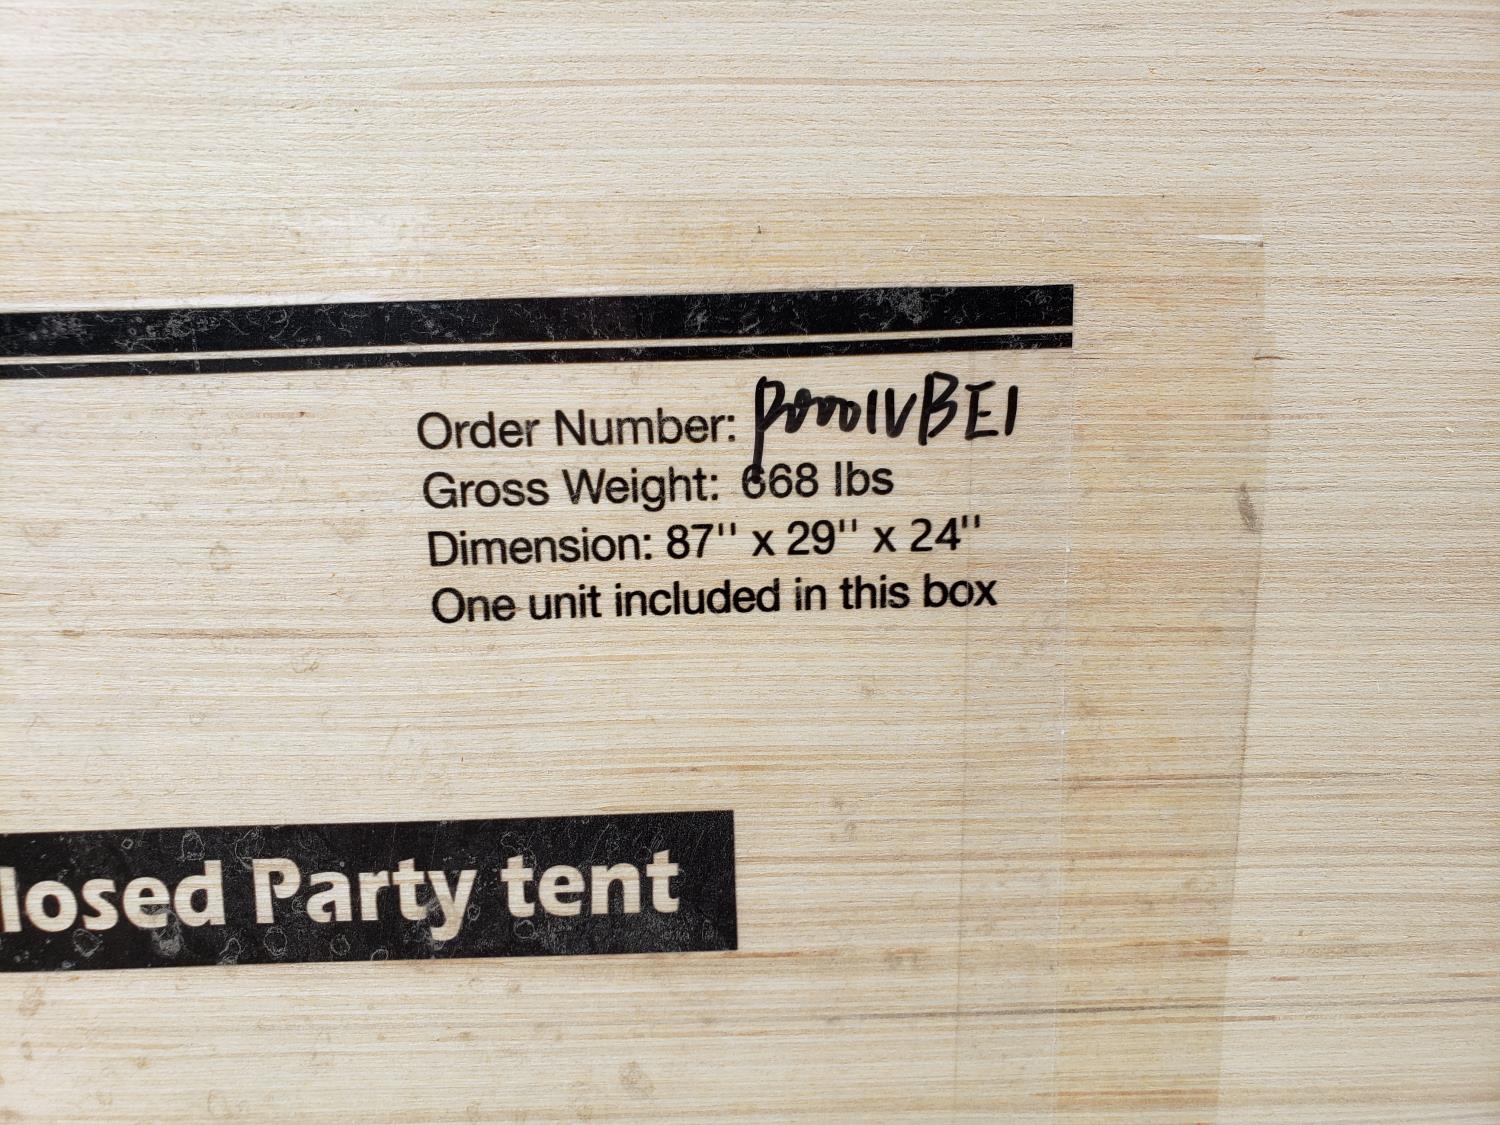 Order Number: P0001VBE1
Gross Weight: 668 lbs
Dimension: 87'' x 29'' x 24''
One unit included in this box
losed Party tent